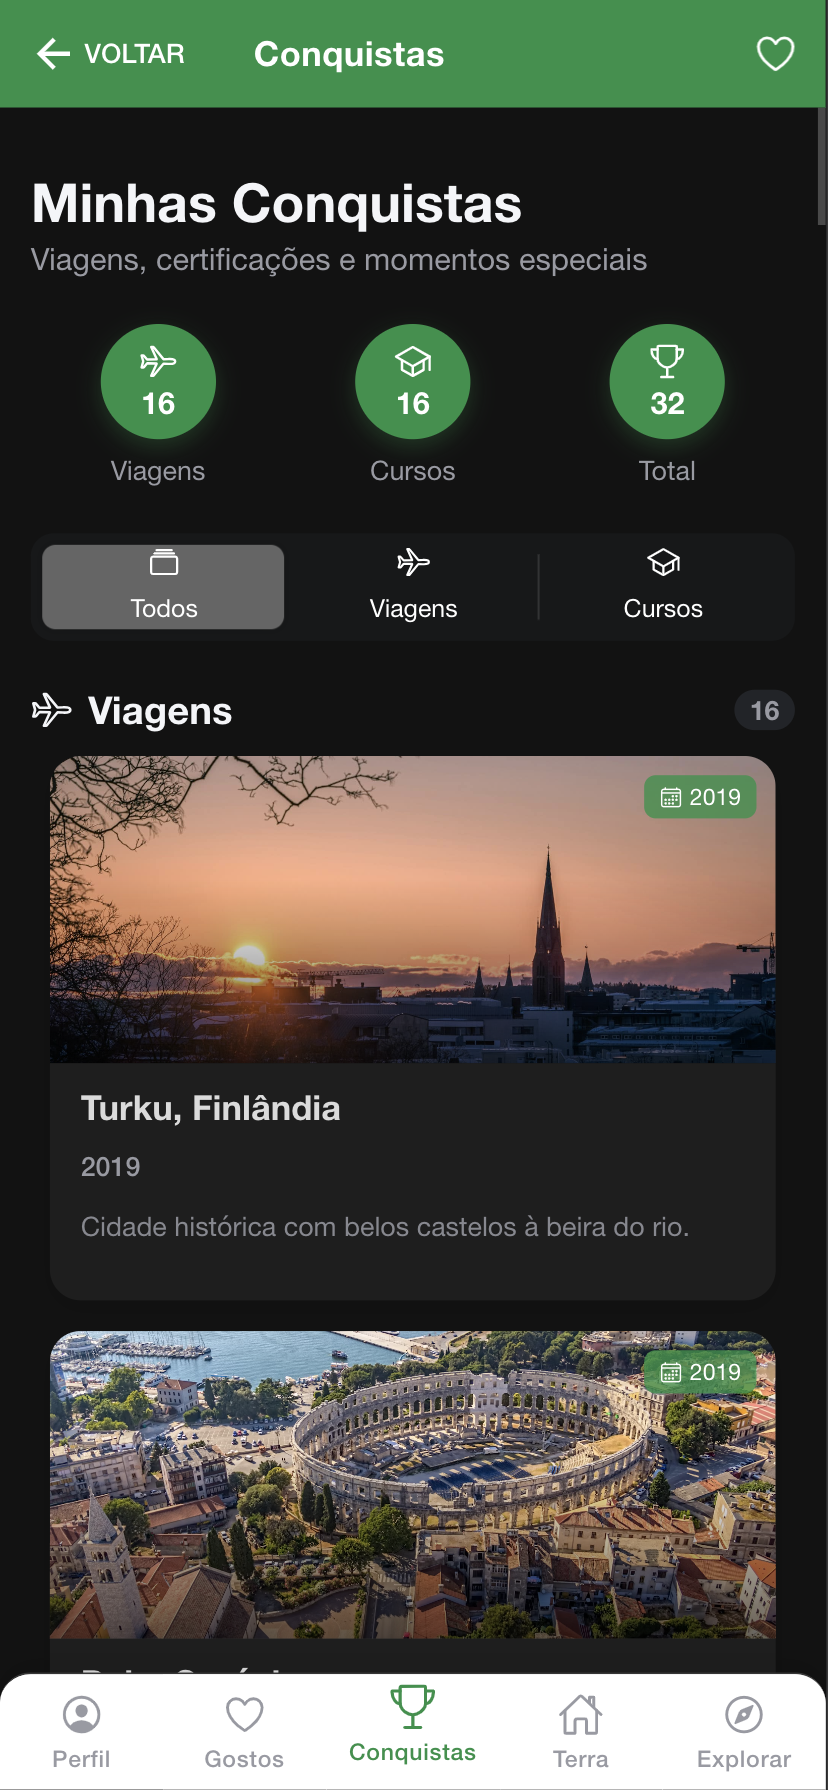 VOLTAR Conquistas
Minhas Conquistas
Viagens, certificações e momentos especiais
16 16 32
Viagens Cursos Total
Todos Viagens Cursos
Viagens 16
2019
Turku, Finlândia
2019
Cidade histórica com belos castelos à beira do rio.
2019
Perfil Gostos Conquistas Terra Explorar